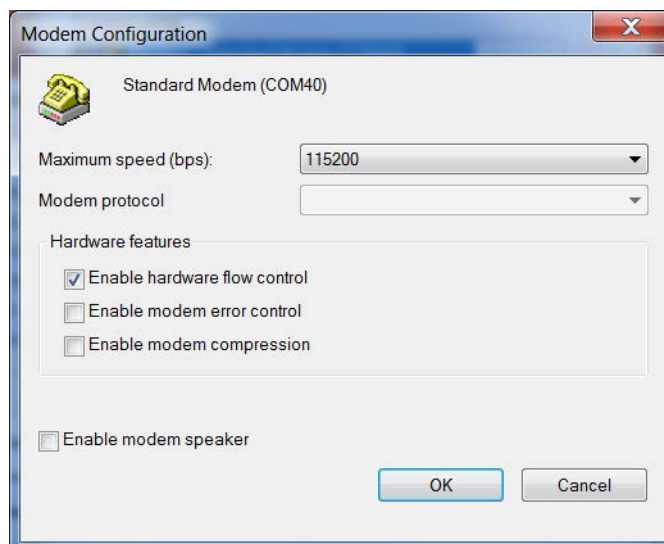 Modem Configuration
Standard Modem (COM40)
Maximum speed (bps):
115200
Modem protocol
Hardware features
Enable hardware flow control
Enable modem error control
Enable modem compression
Enable modem speaker
OK
Cancel